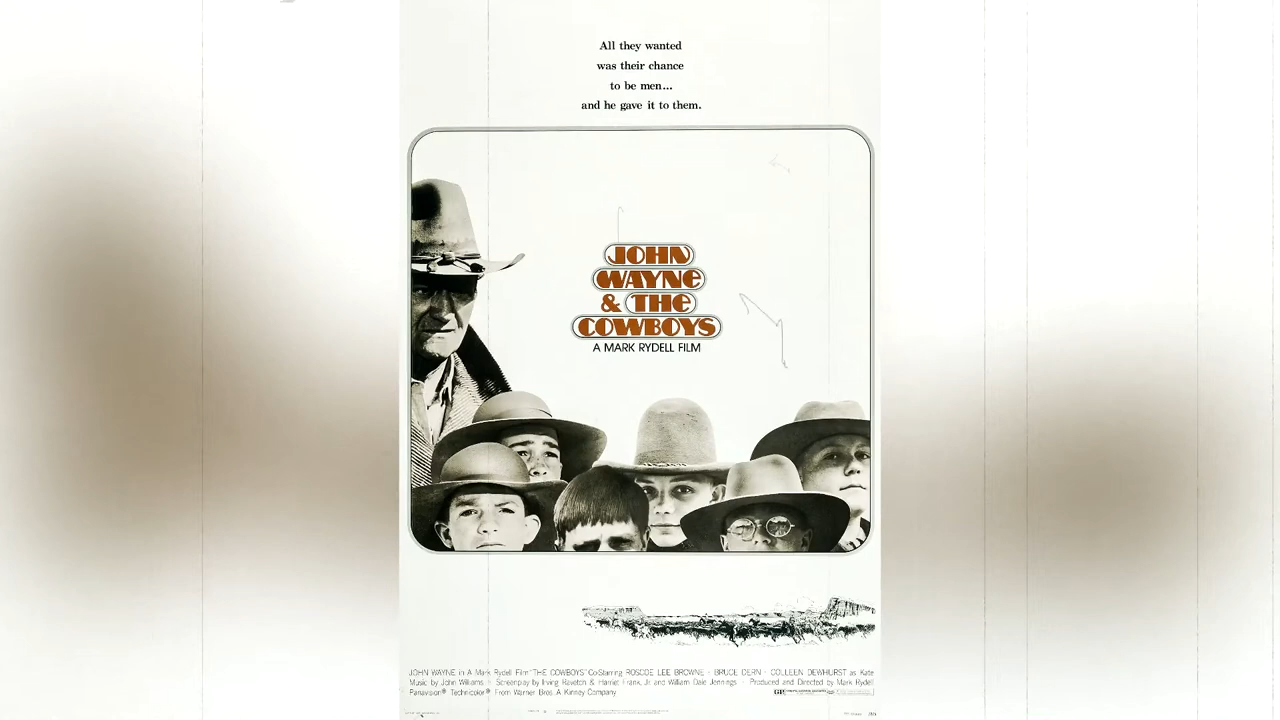 All they wanted
was their chance
to be men...
and he gave it to them.
JOHN
WAYNE
& THE
COWBOYS
A MARK RYDELL FILM
JOHN WAYNE in A Mark Rydell Film "THE COWBOYS" Co-Starring ROSCOE LEE BROWNE · BRUCE DERN · COLLEEN DEWHURST as Kate
Music by John Williams · Screenplay by Irving Ravetch & Harriet Frank, Jr. and William Dale Jennings · Produced and Directed by Mark Rydell
Panavision® Technicolor® From Warner Bros. A Kinney Company
GP